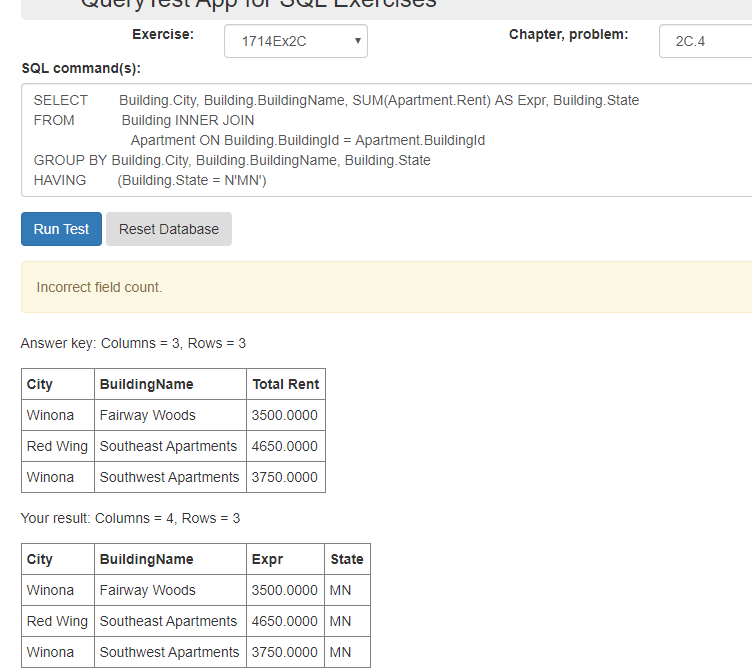 QueryTest App for SQL Exercises
Exercise: 1714Ex2C Chapter, problem: 2C.4
SQL command(s):
SELECT Building.City, Building.BuildingName, SUM(Apartment.Rent) AS Expr, Building.State
FROM Building INNER JOIN
Apartment ON Building.BuildingId = Apartment.BuildingId
GROUP BY Building.City, Building.BuildingName, Building.State
HAVING (Building.State = N'MN')
Run Test Reset Database
Incorrect field count.
Answer key: Columns = 3, Rows = 3
City BuildingName Total Rent
Winona Fairway Woods 3500.0000
Red Wing Southeast Apartments 4650.0000
Winona Southwest Apartments 3750.0000
Your result: Columns = 4, Rows = 3
City BuildingName Expr State
Winona Fairway Woods 3500.0000 MN
Red Wing Southeast Apartments 4650.0000 MN
Winona Southwest Apartments 3750.0000 MN